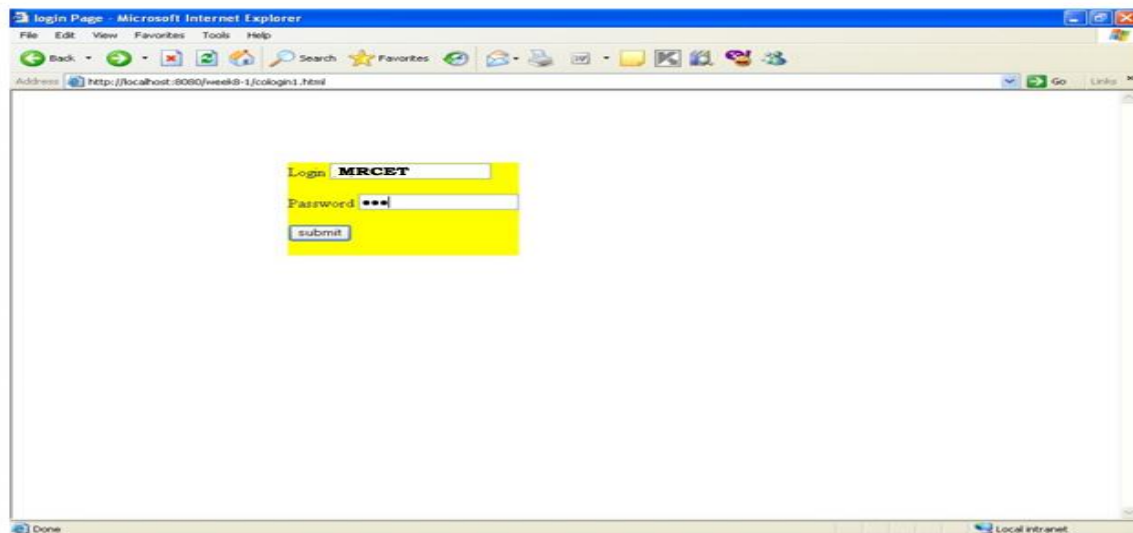 login Page - Microsoft Internet Explorer
File Edit View Favorites Tools Help
Back Search Favorites
Address http://localhost:8080/week8-1/cologin1.html Go Links »
Login MRCET
Password •••
submit
Done Local intranet